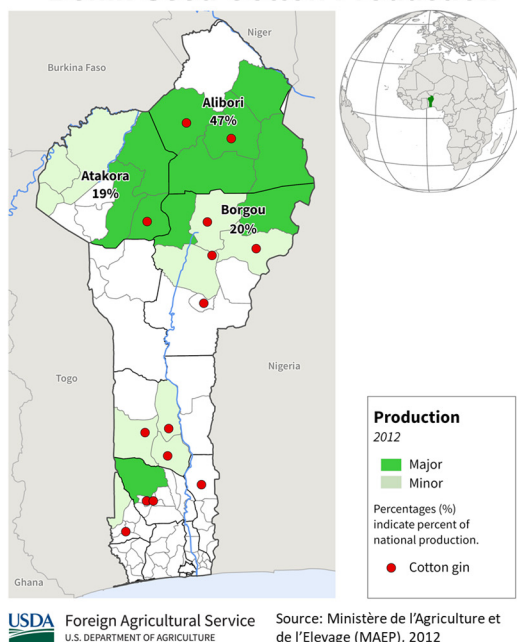 Niger
Burkina Faso
Alibori
47%
Atakora
19%
Borgou
20%
Togo
Nigeria
Ghana
Production
2012
Major
Minor
Percentages (%)
indicate percent of
national production.
Cotton gin
USDA
Foreign Agricultural Service
U.S. DEPARTMENT OF AGRICULTURE
Source: Ministère de l'Agriculture et
de l'Elevage (MAEP). 2012